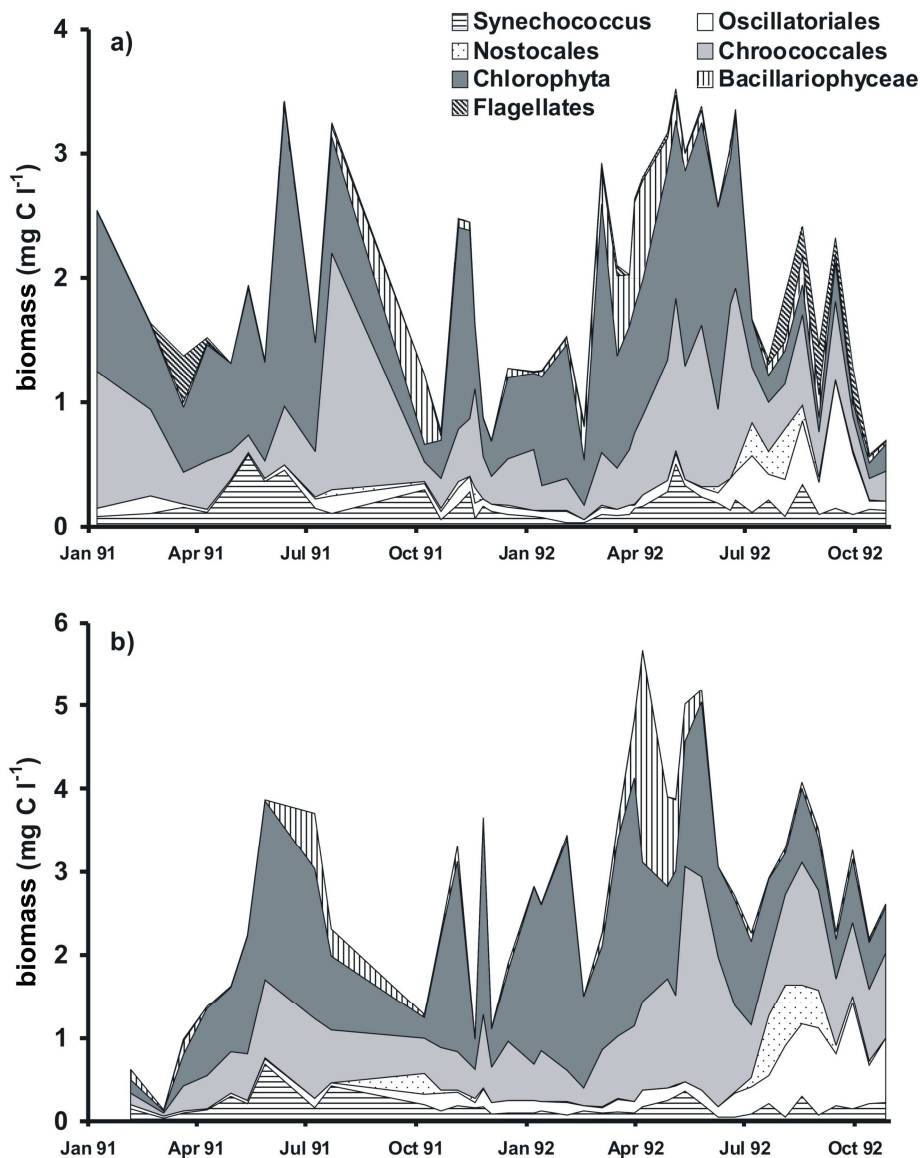 a)
Synechococcus Oscillatoriales
Nostocales Chroococcales
Chlorophyta Bacillariophyceae
Flagellates
biomass (mg C l⁻¹)
4
3
2
1
0
Jan 91 Apr 91 Jul 91 Oct 91 Jan 92 Apr 92 Jul 92 Oct 92
b)
biomass (mg C l⁻¹)
6
5
4
3
2
1
0
Jan 91 Apr 91 Jul 91 Oct 91 Jan 92 Apr 92 Jul 92 Oct 92